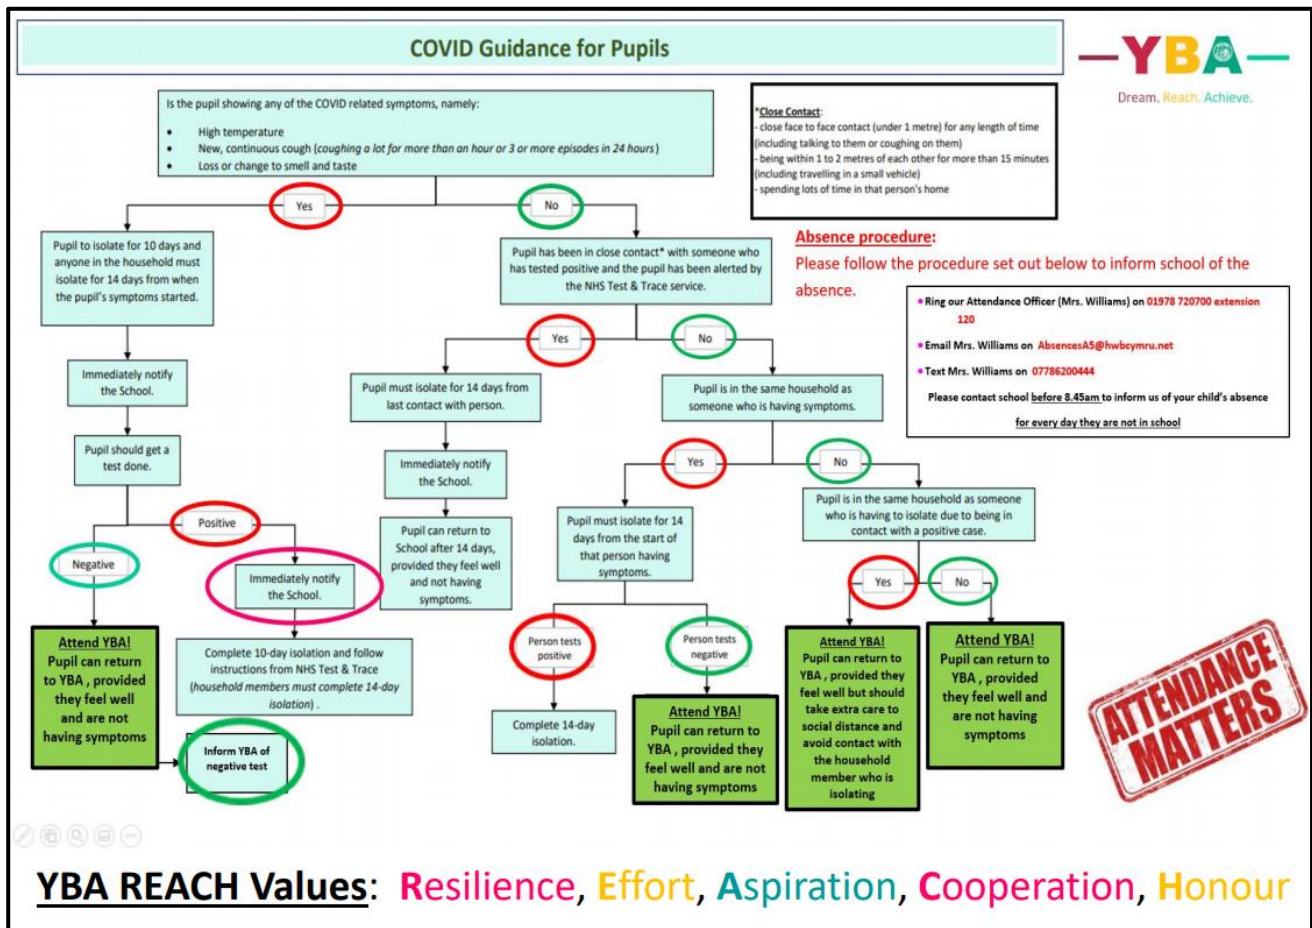 COVID Guidance for Pupils
YBA
Dream. Reach. Achieve.
Is the pupil showing any of the COVID related symptoms, namely:
• High temperature
• New, continuous cough (coughing a lot for more than an hour or 3 or more episodes in 24 hours)
• Loss or change to smell and taste
*Close Contact:
- close face to face contact (under 1 metre) for any length of time
(including talking to them or coughing on them)
- being within 1 to 2 metres of each other for more than 15 minutes
(including travelling in a small vehicle)
- spending lots of time in that person's home
Yes
No
Pupil to isolate for 10 days and
anyone in the household must
isolate for 14 days from when
the pupil's symptoms started.
Pupil has been in close contact* with someone who
has tested positive and the pupil has been alerted by
the NHS Test & Trace service.
Absence procedure:
Please follow the procedure set out below to inform school of the
absence.
• Ring our Attendance Officer (Mrs. Williams) on 01978 720700 extension
120
• Email Mrs. Williams on AbsencesA5@hwbcymru.net
• Text Mrs. Williams on 07786200444
Please contact school before 8.45am to inform us of your child's absence
for every day they are not in school
Yes
No
Immediately notify
the School.
Pupil must isolate for 14 days from
last contact with person.
Pupil is in the same household as
someone who is having symptoms.
Pupil should get a
test done.
Immediately notify
the School.
Yes
No
Positive
Negative
Pupil can return to
School after 14 days,
provided they feel well
and not having
symptoms.
Pupil must isolate for 14
days from the start of
that person having
symptoms.
Pupil is in the same household as someone
who is having to isolate due to being in
contact with a positive case.
Immediately notify
the School.
Yes
No
Attend YBA!
Pupil can return
to YBA , provided
they feel well
and are not
having symptoms
Complete 10-day isolation and follow
instructions from NHS Test & Trace
(household members must complete 14-day
isolation) .
Inform YBA of
negative test
Person tests
positive
Person tests
negative
Complete 14-day
isolation.
Attend YBA!
Pupil can return to
YBA , provided they
feel well and are not
having symptoms
Attend YBA!
Pupil can return to
YBA , provided they
feel well but should
take extra care to
social distance and
avoid contact with
the household
member who is
isolating
Attend YBA!
Pupil can return to
YBA , provided
they feel well and
are not having
symptoms
ATTENDANCE
MATTERS
YBA REACH Values: Resilience, Effort, Aspiration, Cooperation, Honour